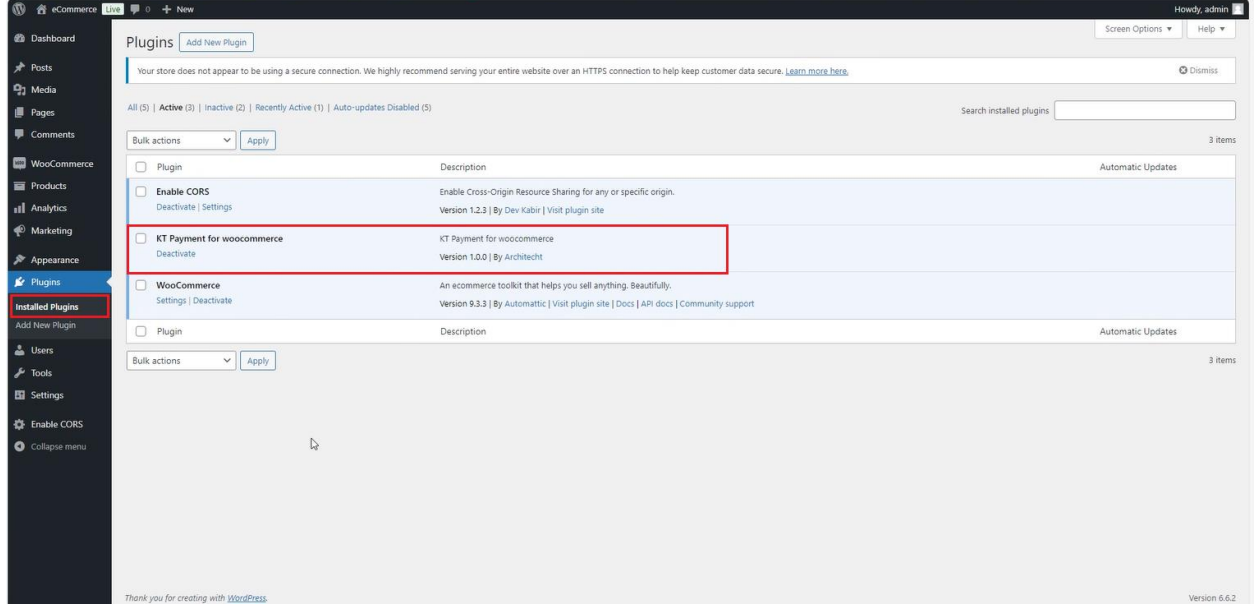 eCommerce Live 0 + New Howdy, admin
Screen Options ▼ Help ▼
Dashboard
Posts
Media
Pages
Comments
WooCommerce
Products
Analytics
Marketing
Appearance
Plugins
Installed Plugins
Add New Plugin
Users
Tools
Settings
Enable CORS
Collapse menu
Plugins Add New Plugin
Your store does not appear to be using a secure connection. We highly recommend serving your entire website over an HTTPS connection to help keep customer data secure. Learn more here. Dismiss
All (5) | Active (3) | Inactive (2) | Recently Active (1) | Auto-updates Disabled (5)
Search installed plugins
Bulk actions Apply 3 items
Plugin Description Automatic Updates
Enable CORS Enable Cross-Origin Resource Sharing for any or specific origin.
Deactivate | Settings Version 1.2.3 | By Dev Kabir | Visit plugin site
KT Payment for woocommerce KT Payment for woocommerce
Deactivate Version 1.0.0 | By Architecht
WooCommerce An ecommerce toolkit that helps you sell anything. Beautifully.
Settings | Deactivate Version 9.3.3 | By Automattic | Visit plugin site | Docs | API docs | Community support
Plugin Description Automatic Updates
Bulk actions Apply 3 items
Thank you for creating with WordPress. Version 6.6.2